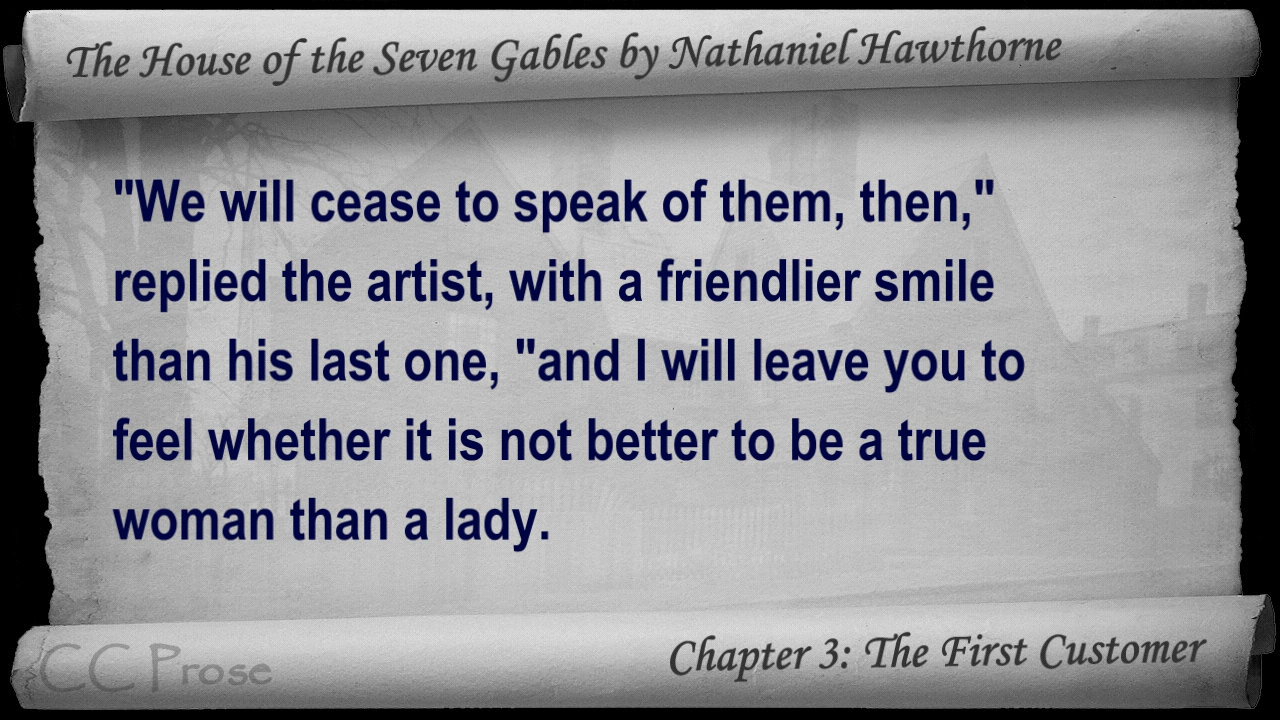 The House of the Seven Gables by Nathaniel Hawthorne
"We will cease to speak of them, then,"
replied the artist, with a friendlier smile
than his last one, "and I will leave you to
feel whether it is not better to be a true
woman than a lady.
CC Prose
Chapter 3: The First Customer